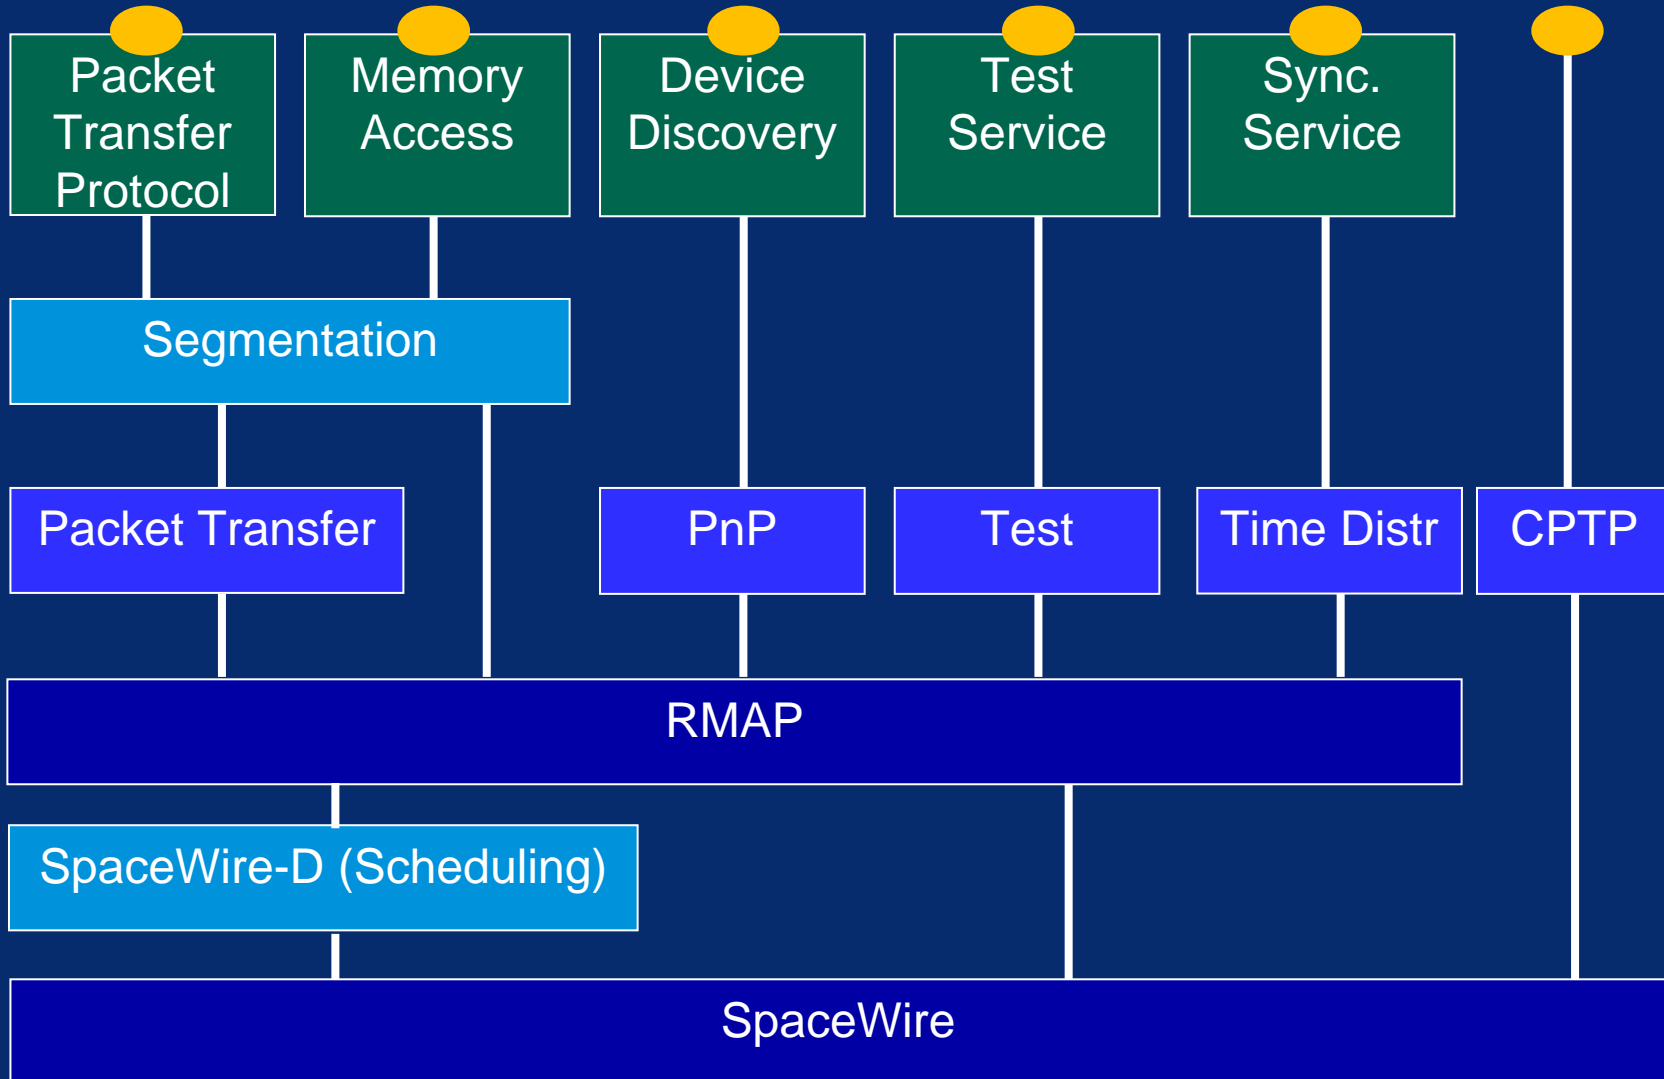 Packet
Transfer
Protocol
Memory
Access
Device
Discovery
Test
Service
Sync.
Service
Segmentation
Packet Transfer
PnP
Test
Time Distr
CPTP
RMAP
SpaceWire-D (Scheduling)
SpaceWire